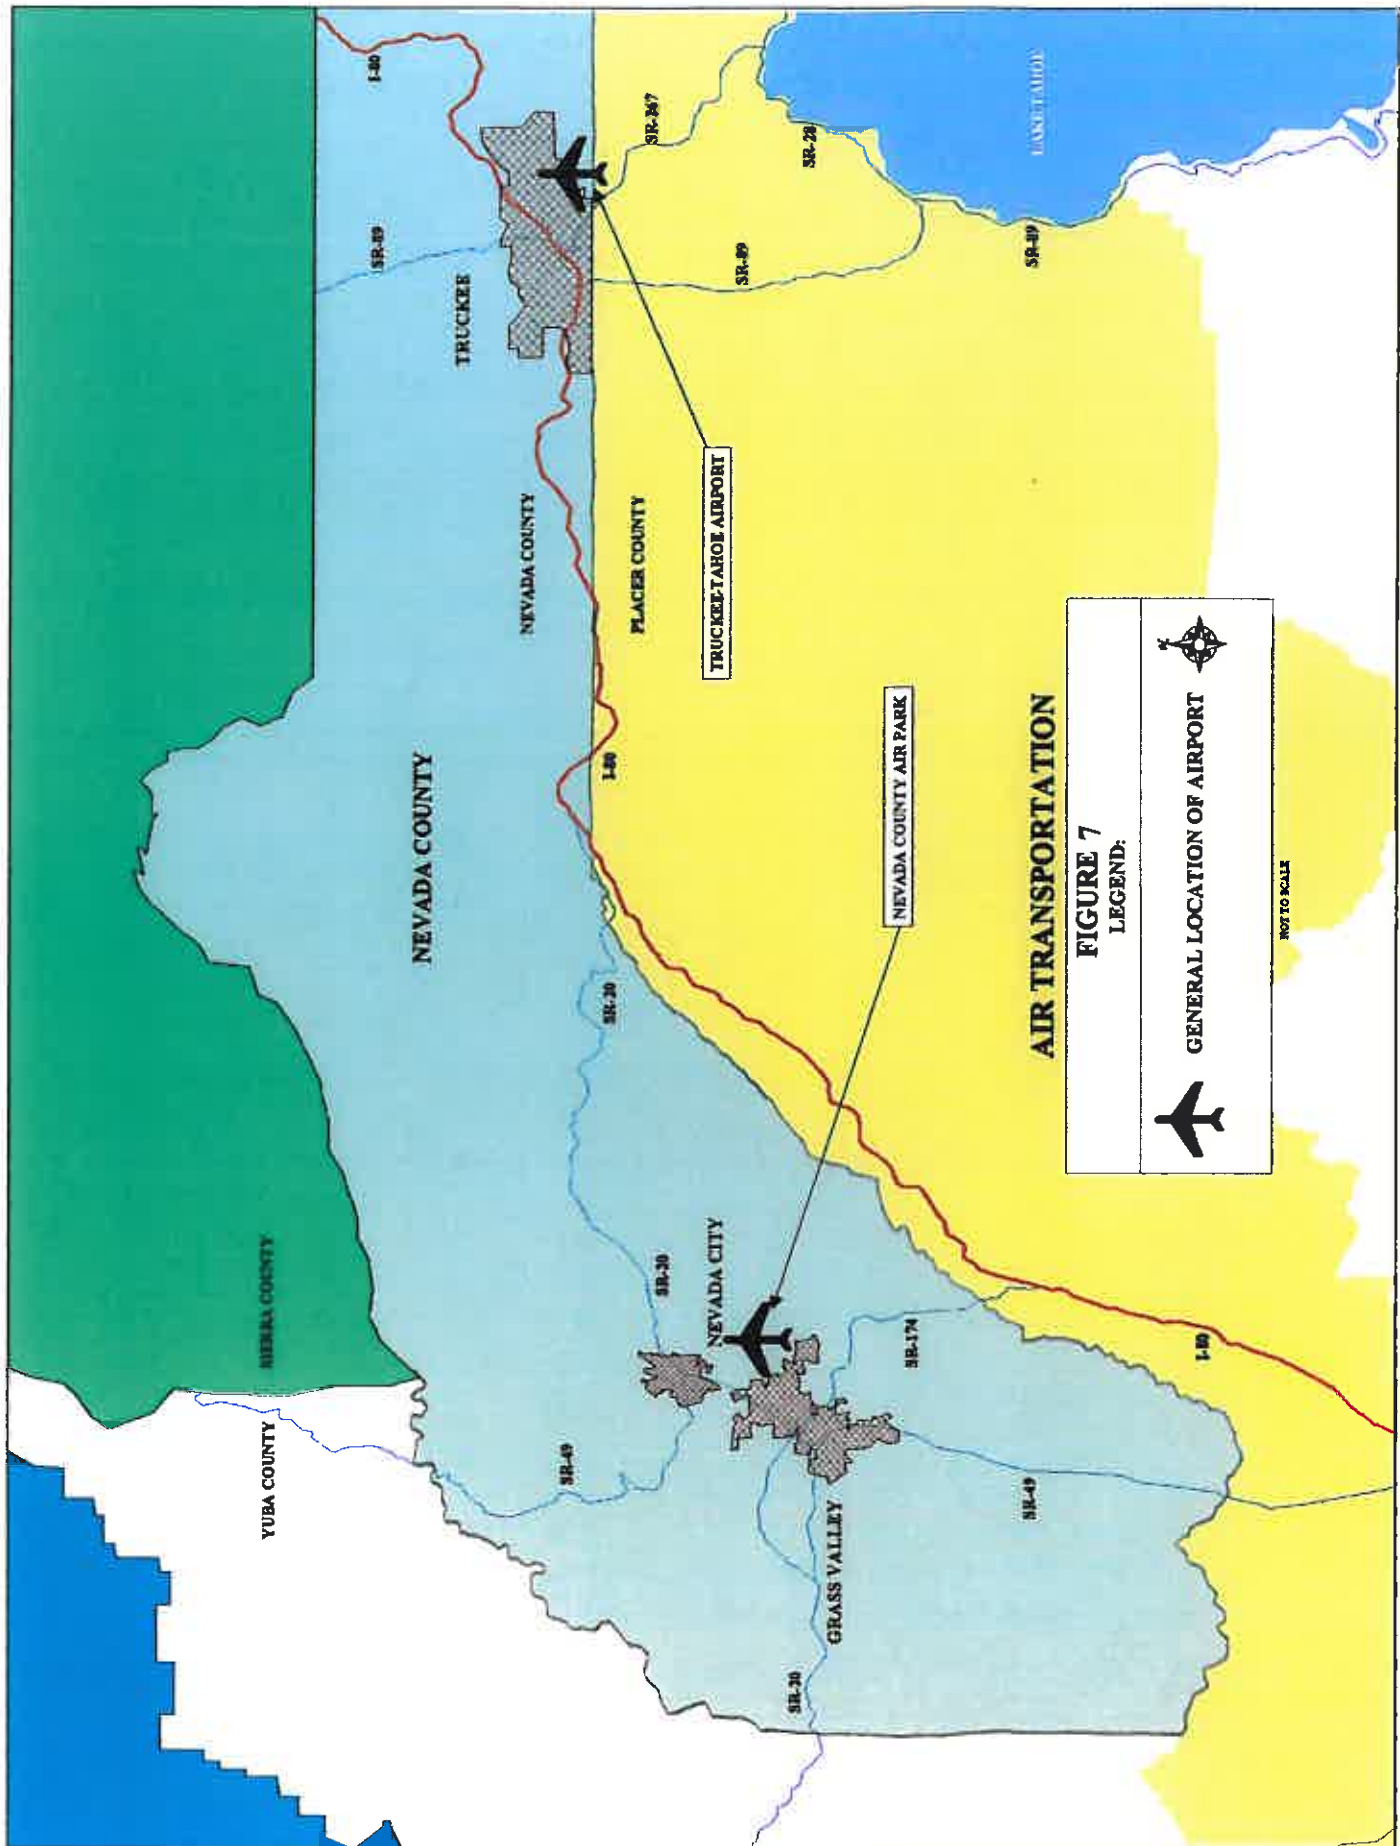 SIERRA COUNTY
YUBA COUNTY
I-80
SR-89
TRUCKEE
NEVADA COUNTY
NEVADA COUNTY
PLACER COUNTY
SR-267
SR-28
SR-89
SR-89
LAKE TAHOE
TRUCKEE-TAHOE AIRPORT
I-80
SR-20
SR-20
NEVADA CITY
NEVADA COUNTY AIR PARK
SR-49
SR-174
GRASS VALLEY
SR-20
SR-49
I-80
AIR TRANSPORTATION
FIGURE 7
LEGEND:
GENERAL LOCATION OF AIRPORT
N
NOT TO SCALE